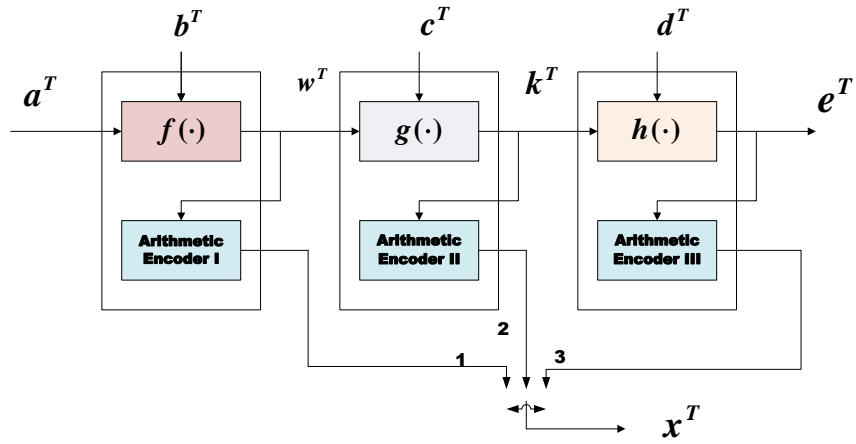 b^T
c^T
d^T
a^T
w^T
k^T
e^T
f(·)
g(·)
h(·)
Arithmetic
Encoder I
Arithmetic
Encoder II
Arithmetic
Encoder III
2
1
3
x^T